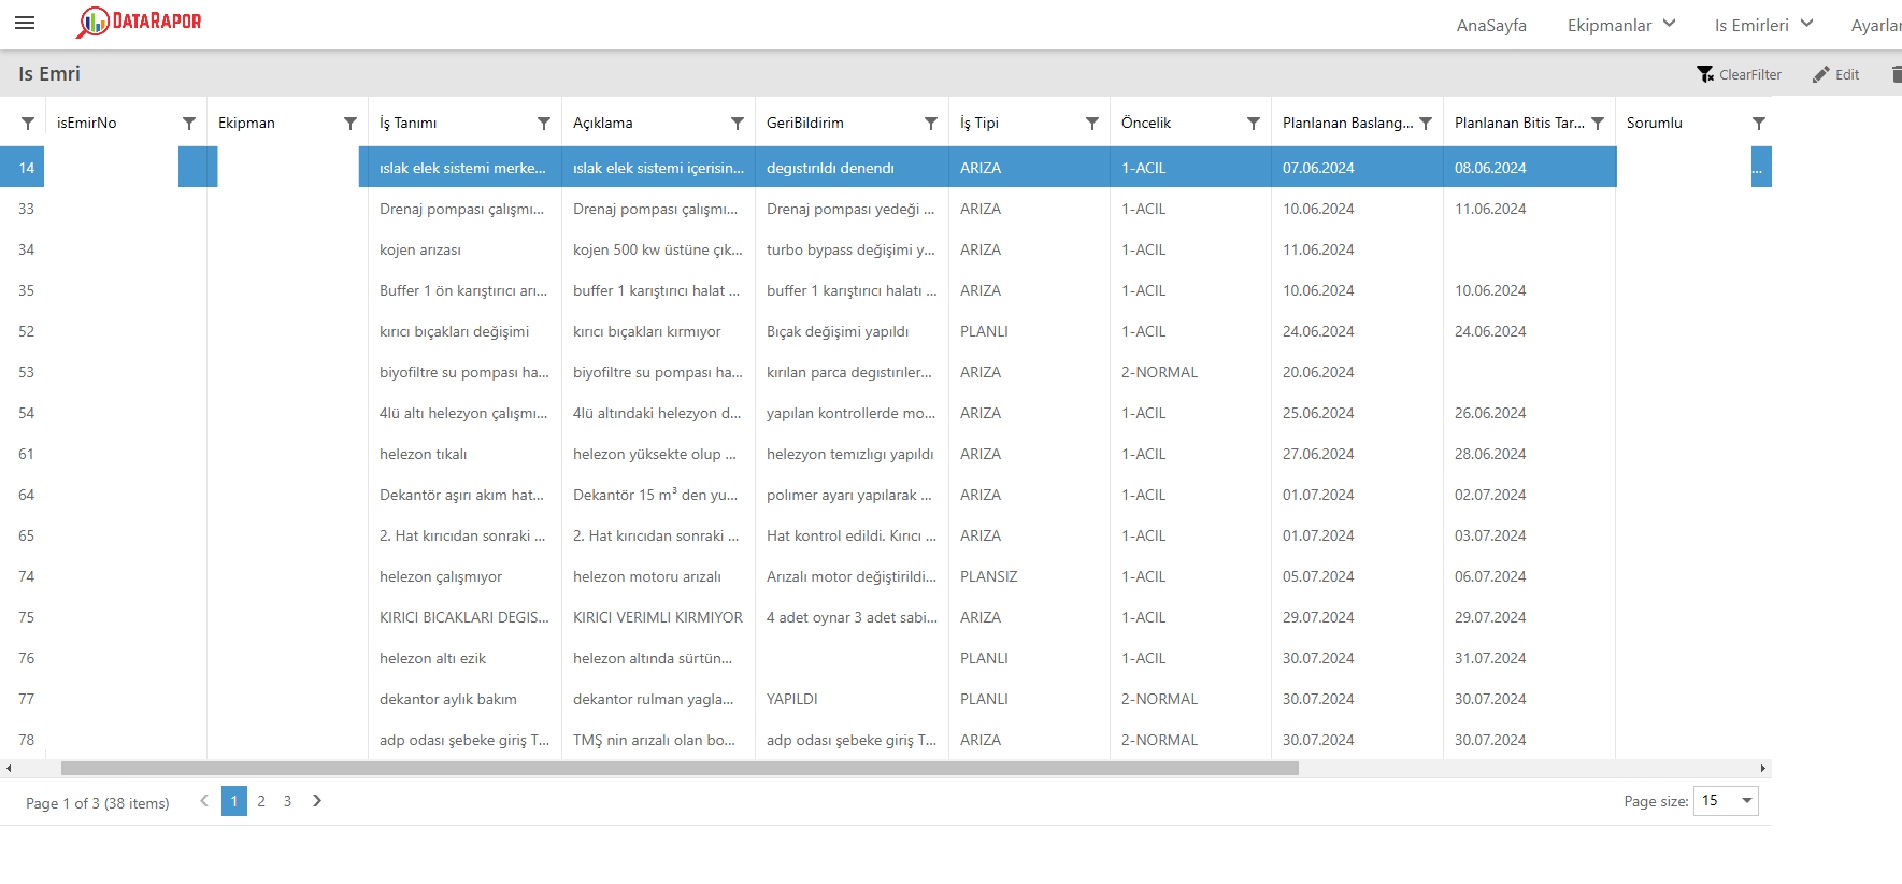 DATARAPOR AnaSayfa Ekipmanlar Is Emirleri Ayarlar
Is Emri ClearFilter Edit
isEmirNo Ekipman İş Tanımı Açıklama GeriBildirim İş Tipi Öncelik Planlanan Baslang... Planlanan Bitis Tar... Sorumlu
14 ıslak elek sistemi merke... ıslak elek sistemi içerisin... degıstırıldı denendı ARIZA 1-ACIL 07.06.2024 08.06.2024 ...
33 Drenaj pompası çalışmı... Drenaj pompası çalışmı... Drenaj pompası yedeği ... ARIZA 1-ACIL 10.06.2024 11.06.2024
34 kojen arızası kojen 500 kw üstüne çık... turbo bypass değişimi y... ARIZA 1-ACIL 11.06.2024
35 Buffer 1 ön karıştırıcı arı... buffer 1 karıştırıcı halat ... buffer 1 karıştırıcı halatı ... ARIZA 1-ACIL 10.06.2024 10.06.2024
52 kırıcı bıçakları değişimi kırıcı bıçakları kırmıyor Bıçak değişimi yapıldı PLANLI 1-ACIL 24.06.2024 24.06.2024
53 biyofiltre su pompası ha... biyofiltre su pompası ha... kırılan parca degıstırıler... ARIZA 2-NORMAL 20.06.2024
54 4lü altı helezyon çalışmı... 4lü altındaki helezyon d... yapılan kontrollerde mo... ARIZA 1-ACIL 25.06.2024 26.06.2024
61 helezon tıkalı helezon yüksekte olup ... helezyon temızlıgı yapıldı ARIZA 1-ACIL 27.06.2024 28.06.2024
64 Dekantör aşırı akım hat... Dekantör 15 m³ den yu... polımer ayarı yapılarak ... ARIZA 1-ACIL 01.07.2024 02.07.2024
65 2. Hat kırıcıdan sonraki ... 2. Hat kırıcıdan sonraki ... Hat kontrol edildi. Kırıcı ... ARIZA 1-ACIL 01.07.2024 03.07.2024
74 helezon çalışmıyor helezon motoru arızalı Arızalı motor değiştirildi... PLANSIZ 1-ACIL 05.07.2024 06.07.2024
75 KIRICI BICAKLARI DEGIS... KIRICI VERIMLI KIRMIYOR 4 adet oynar 3 adet sabi... ARIZA 1-ACIL 29.07.2024 29.07.2024
76 helezon altı ezik helezon altında sürtün... PLANLI 1-ACIL 30.07.2024 31.07.2024
77 dekantor aylık bakım dekantor rulman yagla... YAPILDI PLANLI 2-NORMAL 30.07.2024 30.07.2024
78 adp odası şebeke giriş T... TMŞ nin arızalı olan bo... adp odası şebeke giriş T... ARIZA 2-NORMAL 30.07.2024 30.07.2024
Page 1 of 3 (38 items) 1 2 3 Page size: 15